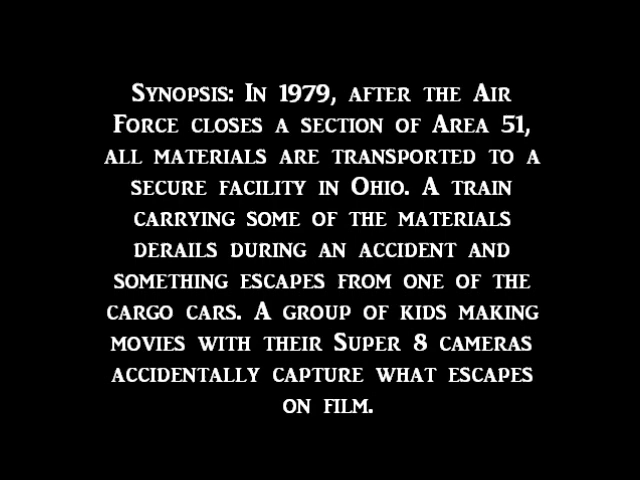 Synopsis: In 1979, after the Air
Force closes a section of Area 51,
all materials are transported to a
secure facility in Ohio. A train
carrying some of the materials
derails during an accident and
something escapes from one of the
cargo cars. A group of kids making
movies with their Super 8 cameras
accidentally capture what escapes
on film.